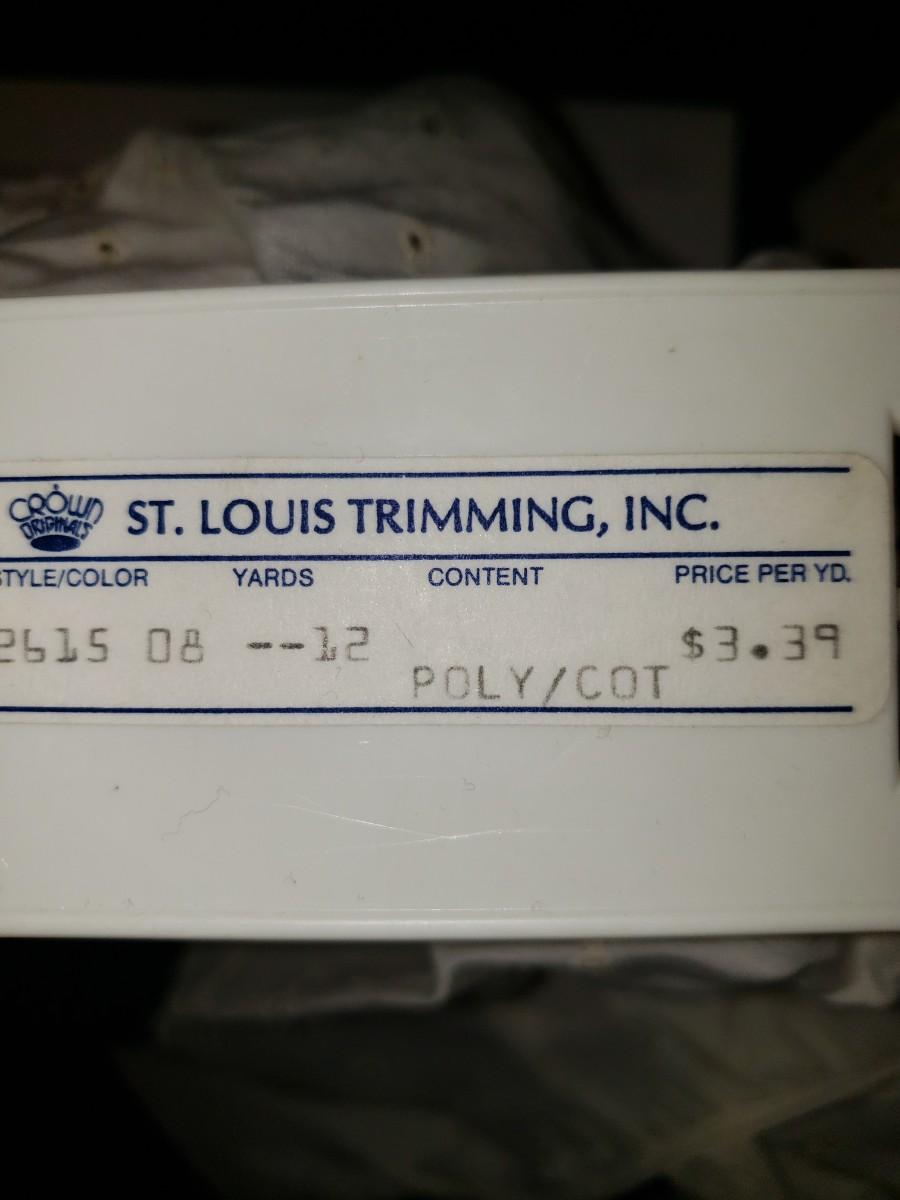 CROWN
ORIGINALS
ST. LOUIS TRIMMING, INC.
STYLE/COLOR YARDS CONTENT PRICE PER YD.
2615 08 --12 $3.39
POLY/COT